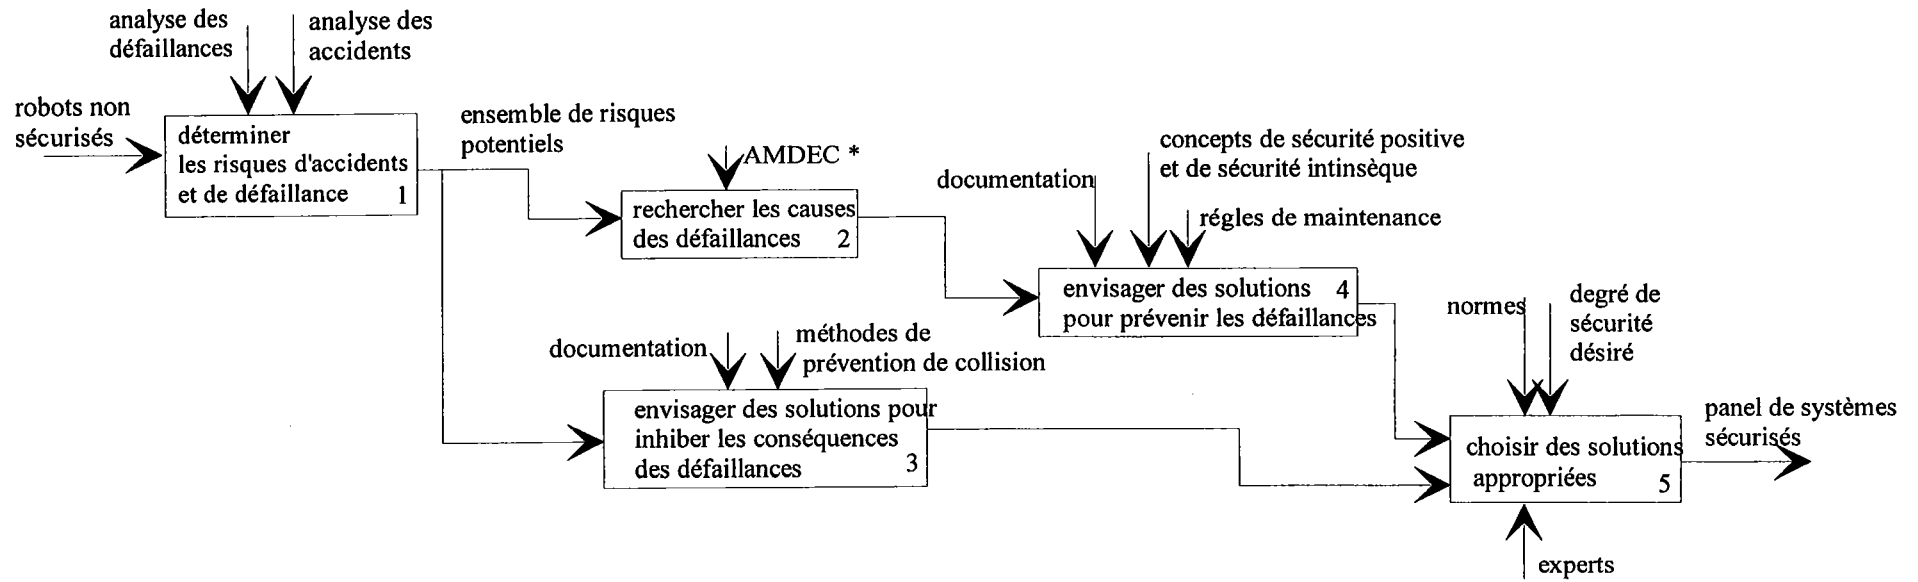 analyse des
défaillances
analyse des
accidents
robots non
sécurisés
déterminer
les risques d'accidents
et de défaillance 1
ensemble de risques
potentiels
AMDEC *
rechercher les causes
des défaillances 2
documentation
concepts de sécurité positive
et de sécurité intinsèque
régles de maintenance
envisager des solutions 4
pour prévenir les défaillances
documentation
méthodes de
prévention de collision
envisager des solutions pour
inhiber les conséquences
des défaillances 3
normes
degré de
sécurité
désiré
choisir des solutions
appropriées 5
panel de systèmes
sécurisés
experts